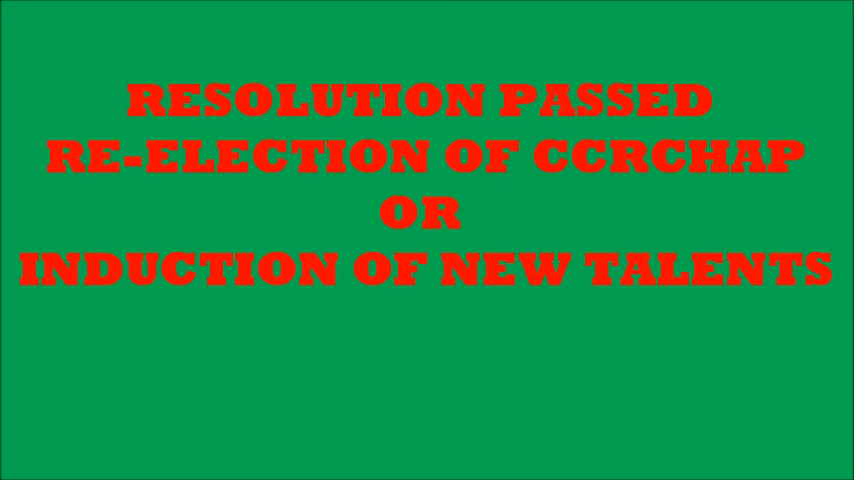 RESOLUTION PASSED
RE-ELECTION OF CCRCHAP
OR
INDUCTION OF NEW TALENTS